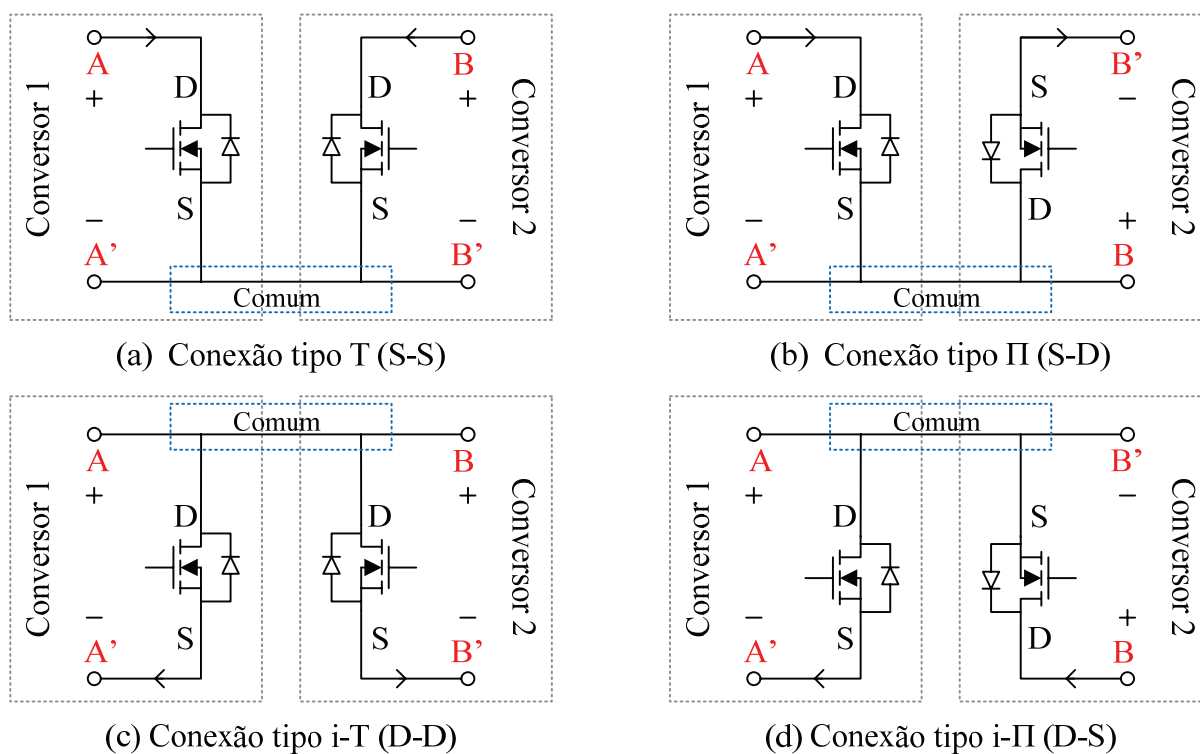 Conversor 1
A
+
D
S
−
A'
D
S
B
+
−
B'
Conversor 2
Comum
(a) Conexão tipo T (S-S)
Conversor 1
A
+
D
S
−
A'
S
D
B'
−
+
B
Conversor 2
Comum
(b) Conexão tipo Π (S-D)
Comum
Conversor 1
A
+
D
S
−
A'
D
S
B
+
−
B'
Conversor 2
(c) Conexão tipo i-T (D-D)
Comum
Conversor 1
A
+
D
S
−
A'
S
D
B'
−
+
B
Conversor 2
(d) Conexão tipo i-Π (D-S)